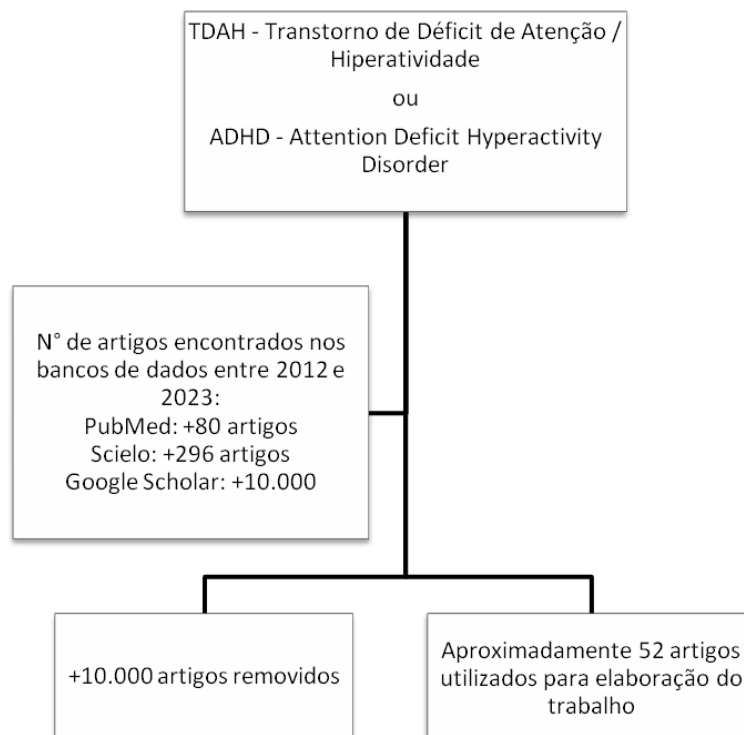 TDAH - Transtorno de Déficit de Atenção /
Hiperatividade
ou
ADHD - Attention Deficit Hyperactivity
Disorder
N° de artigos encontrados nos
bancos de dados entre 2012 e
2023:
PubMed: +80 artigos
Scielo: +296 artigos
Google Scholar: +10.000
+10.000 artigos removidos
Aproximadamente 52 artigos
utilizados para elaboração do
trabalho